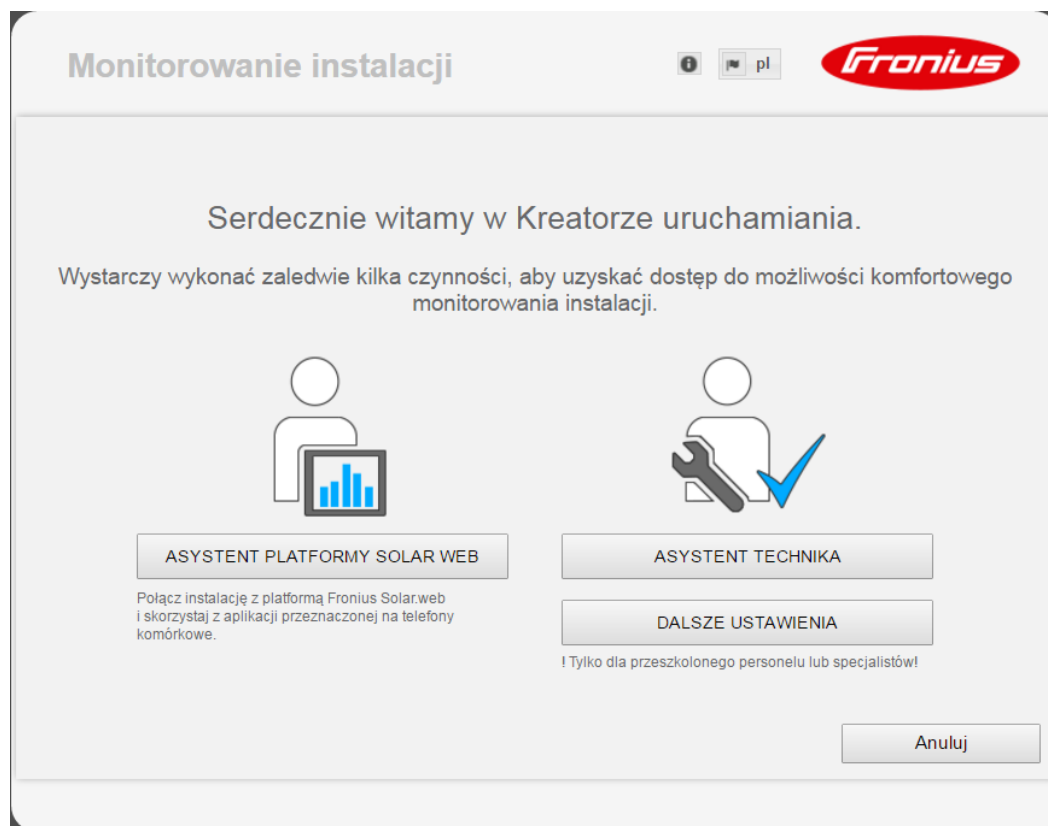 Monitorowanie instalacji
pl
Fronius
Serdecznie witamy w Kreatorze uruchamiania.
Wystarczy wykonać zaledwie kilka czynności, aby uzyskać dostęp do możliwości komfortowego
monitorowania instalacji.
ASYSTENT PLATFORMY SOLAR WEB
Połącz instalację z platformą Fronius Solar.web
i skorzystaj z aplikacji przeznaczonej na telefony
komórkowe.
ASYSTENT TECHNIKA
DALSZE USTAWIENIA
! Tylko dla przeszkolonego personelu lub specjalistów!
Anuluj